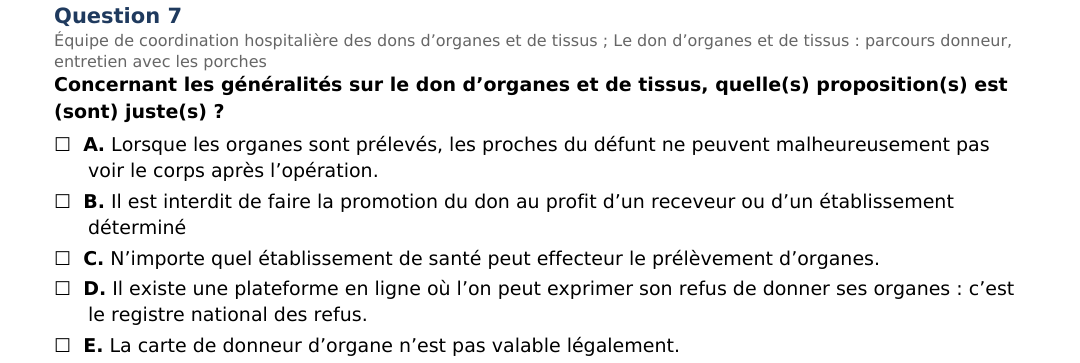 Question 7
Équipe de coordination hospitalière des dons d’organes et de tissus ; Le don d’organes et de tissus : parcours donneur,
entretien avec les porches
Concernant les généralités sur le don d’organes et de tissus, quelle(s) proposition(s) est
(sont) juste(s) ?
☐ A. Lorsque les organes sont prélevés, les proches du défunt ne peuvent malheureusement pas
voir le corps après l’opération.
☐ B. Il est interdit de faire la promotion du don au profit d’un receveur ou d’un établissement
déterminé
☐ C. N’importe quel établissement de santé peut effecteur le prélèvement d’organes.
☐ D. Il existe une plateforme en ligne où l’on peut exprimer son refus de donner ses organes : c’est
le registre national des refus.
☐ E. La carte de donneur d’organe n’est pas valable légalement.